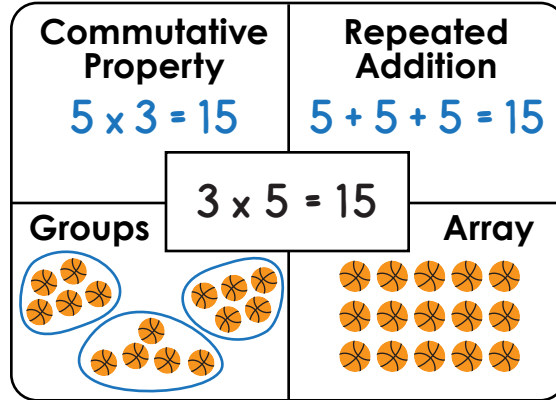 Commutative
Property
5 x 3 = 15
Repeated
Addition
5 + 5 + 5 = 15
3 x 5 = 15
Groups
Array